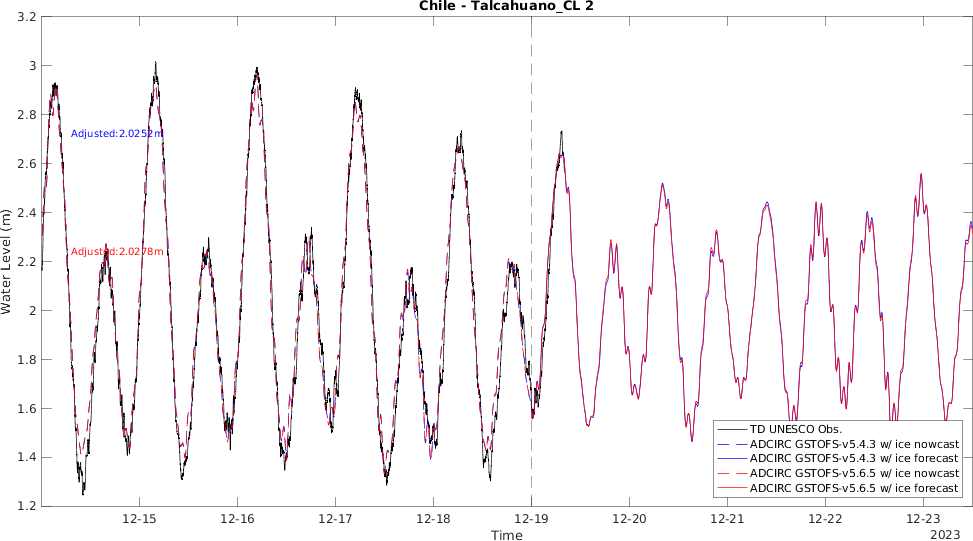 Chile - Talcahuano_CL 2
3.2
3
2.8
2.6
2.4
2.2
2
1.8
1.6
1.4
1.2
Water Level (m)
Adjusted:2.0252m
Adjusted:2.0278m
TD UNESCO Obs.
ADCIRC GSTOFS-v5.4.3 w/ ice nowcast
ADCIRC GSTOFS-v5.4.3 w/ ice forecast
ADCIRC GSTOFS-v5.6.5 w/ ice nowcast
ADCIRC GSTOFS-v5.6.5 w/ ice forecast
12-15 12-16 12-17 12-18 12-19 12-20 12-21 12-22 12-23
Time
2023